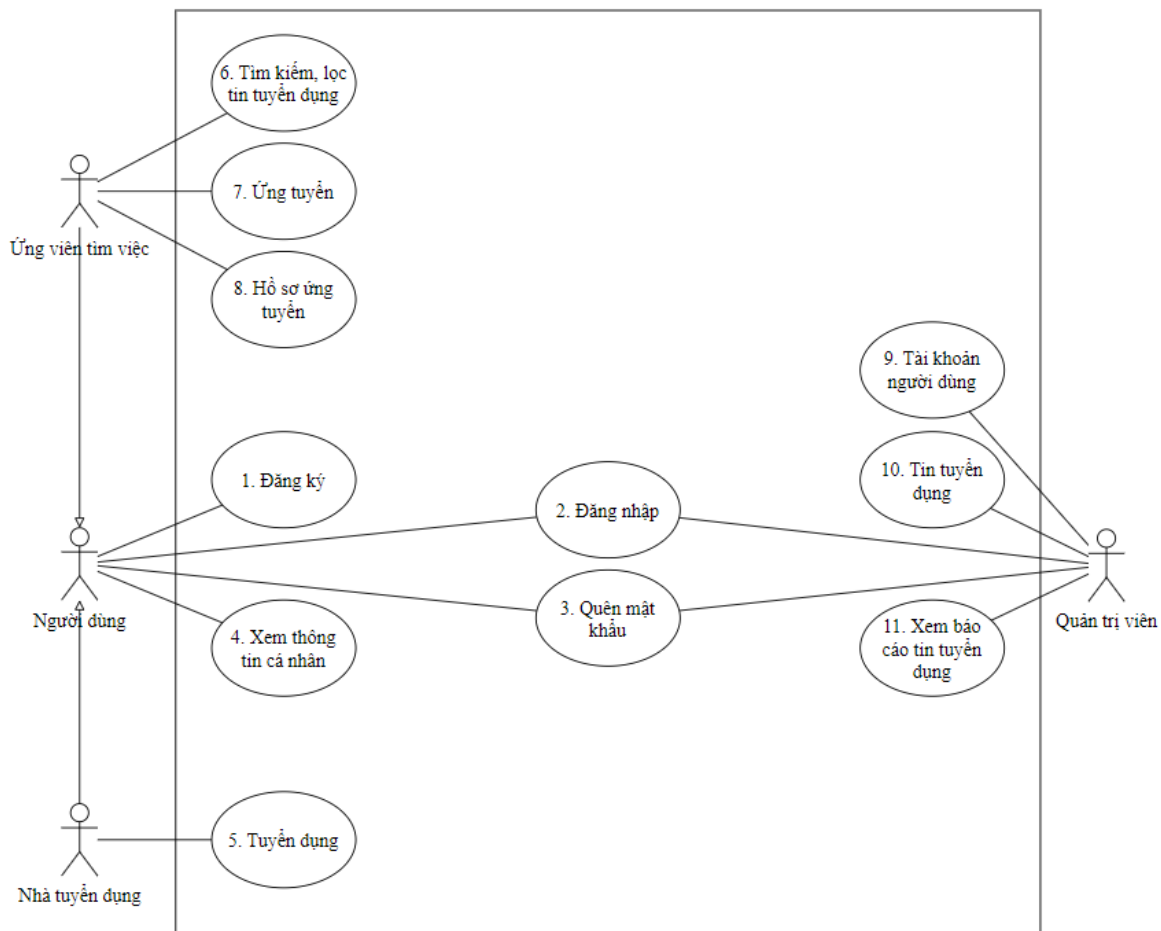 6. Tìm kiếm, lọc
tin tuyển dụng
7. Ứng tuyển
Ứng viên tìm việc
8. Hồ sơ ứng
tuyển
9. Tài khoản
người dùng
1. Đăng ký
10. Tin tuyển
dụng
2. Đăng nhập
3. Quên mật
khẩu
Người dùng
Quản trị viên
4. Xem thông
tin cá nhân
11. Xem báo
cáo tin tuyển
dụng
5. Tuyển dụng
Nhà tuyển dụng